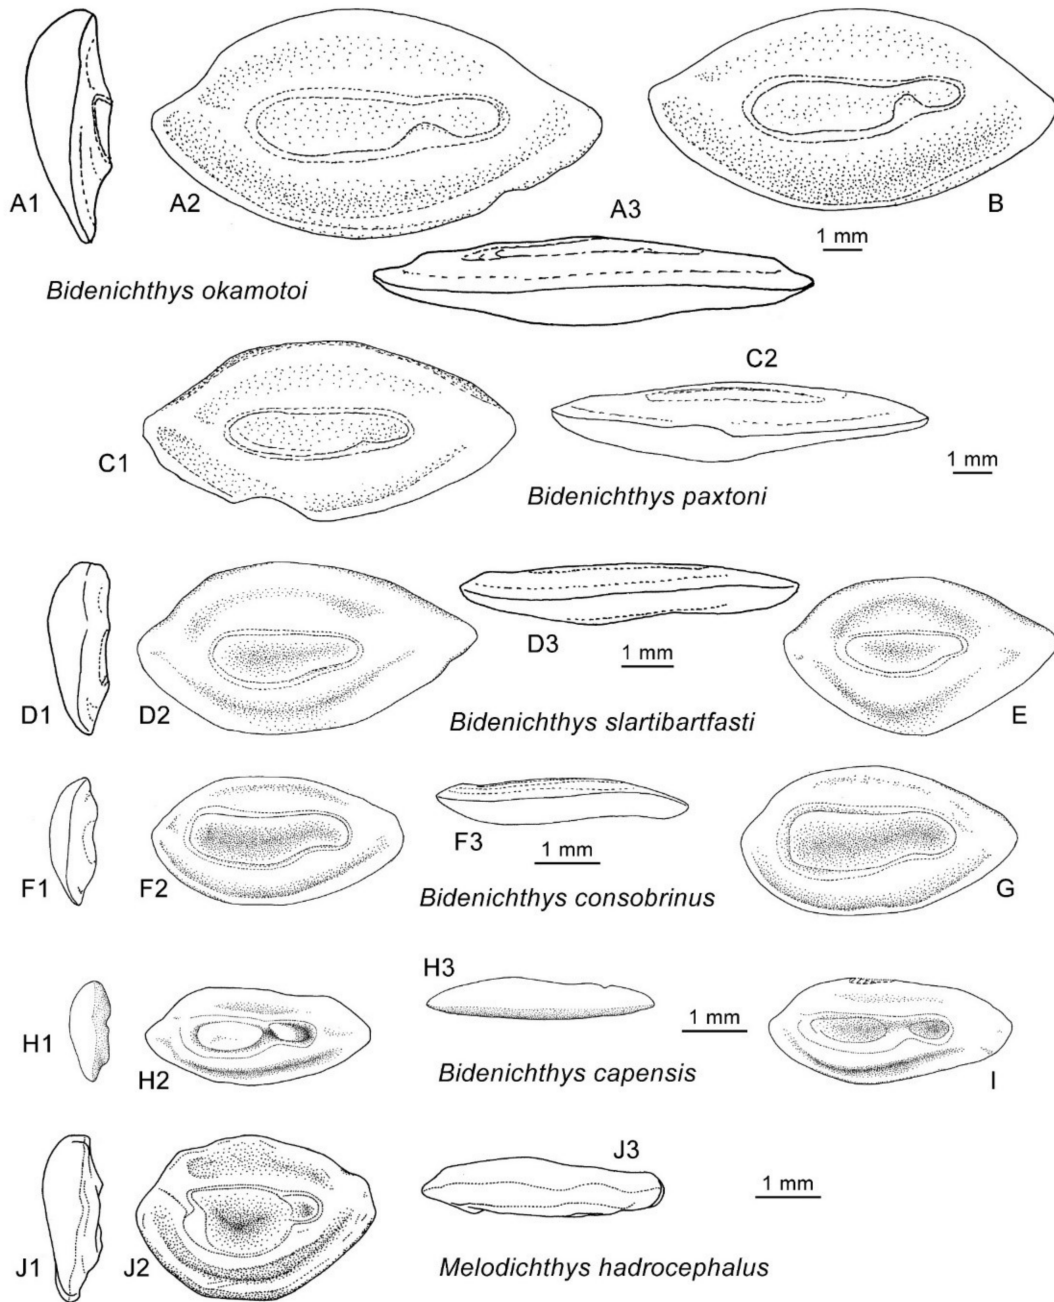 A1
A2
A3
B
1 mm
Bidenichthys okamotoi
C2
C1
1 mm
Bidenichthys paxtoni
D3
1 mm
D1
D2
Bidenichthys slartibartfasti
E
F3
1 mm
F1
F2
Bidenichthys consobrinus
G
H3
1 mm
H1
H2
Bidenichthys capensis
I
J3
1 mm
J1
J2
Melodichthys hadrocephalus